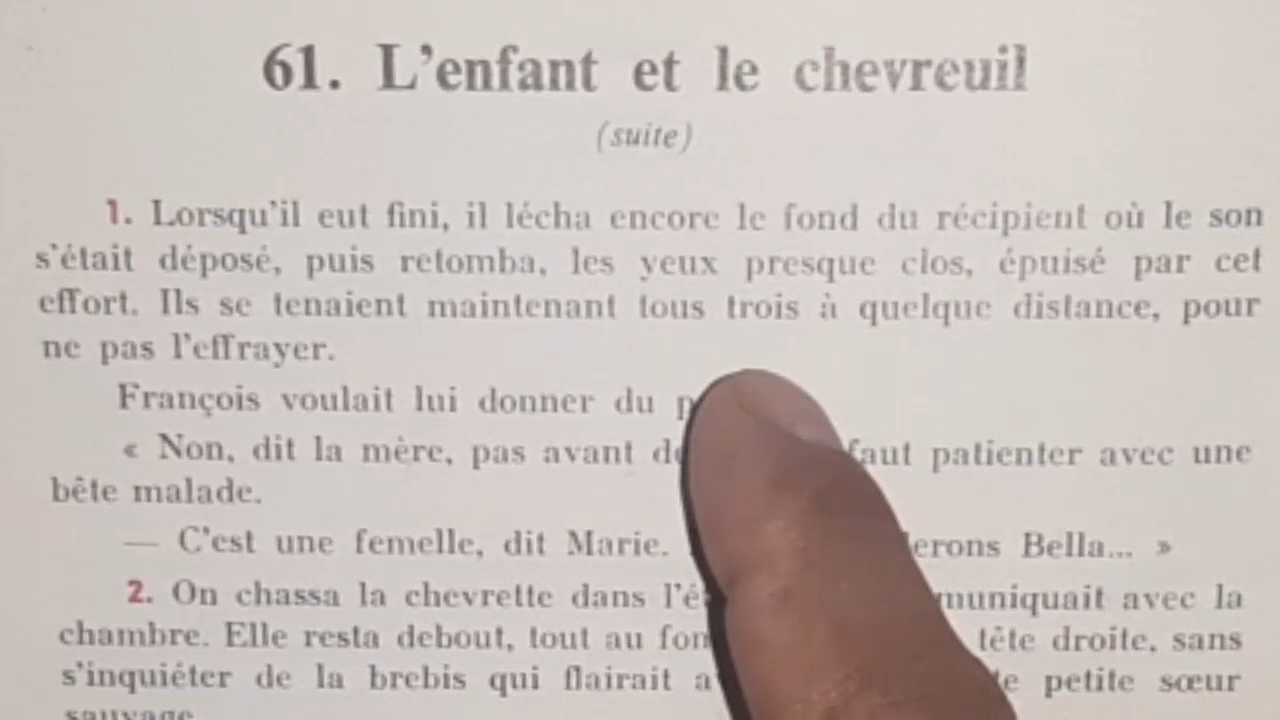 61. L'enfant et le chevreuil
(suite)
1. Lorsqu'il eut fini, il lécha encore le fond du récipient où le son
s'était déposé, puis retomba, les yeux presque clos, épuisé par cet
effort. Ils se tenaient maintenant tous trois à quelque distance, pour
ne pas l'effrayer.
François voulait lui donner du
« Non, dit la mère, pas avant faut patienter avec une
bête malade.
— C'est une femelle, dit Marie. Bella... »
2. On chassa la chevrette dans avec la
chambre. Elle resta debout, tout au tête droite, sans
s'inquiéter de la brebis qui flairait petite sœur
sauvage